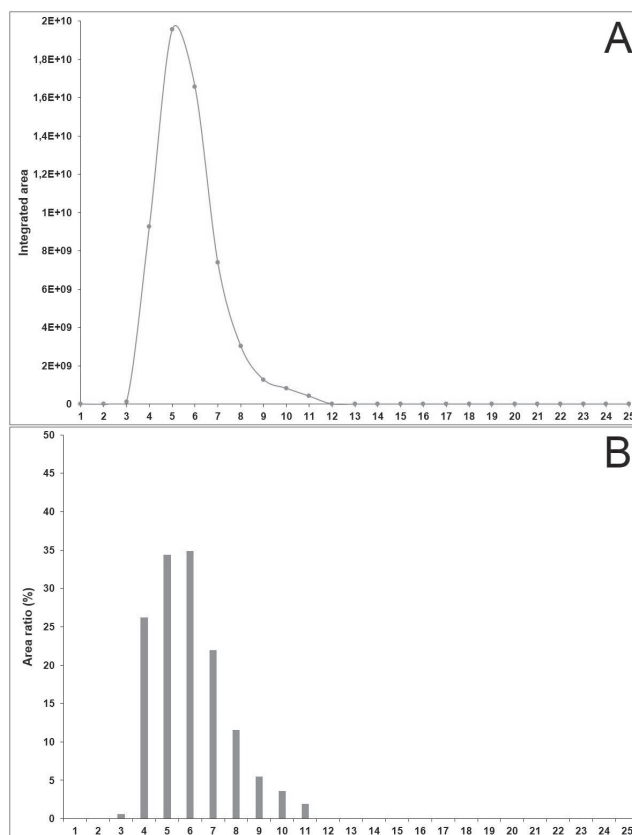 A
2E+10
1,8E+10
1,6E+10
1,4E+10
1,2E+10
1E+10
8E+09
6E+09
4E+09
2E+09
0
Integrated area
1 2 3 4 5 6 7 8 9 10 11 12 13 14 15 16 17 18 19 20 21 22 23 24 25
B
50
45
40
35
30
25
20
15
10
5
0
Area ratio (%)
1 2 3 4 5 6 7 8 9 10 11 12 13 14 15 16 17 18 19 20 21 22 23 24 25